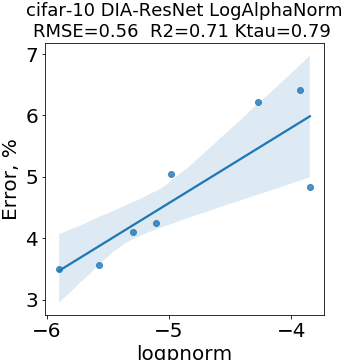 cifar-10 DIA-ResNet LogAlphaNorm
RMSE=0.56 R2=0.71 Ktau=0.79
7
6
5
4
3
Error, %
−6
−5
−4
logpnorm